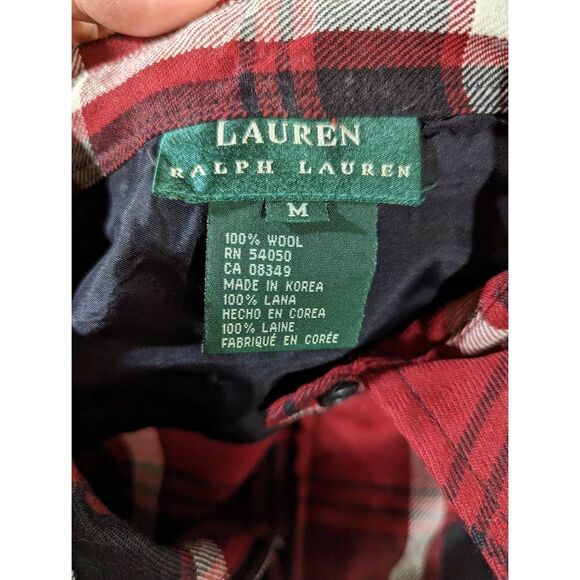 LAUREN
RALPH LAUREN
M
100% WOOL
RN 54050
CA 08349
MADE IN KOREA
100% LANA
HECHO EN COREA
100% LAINE
FABRIQUÉ EN CORÉE